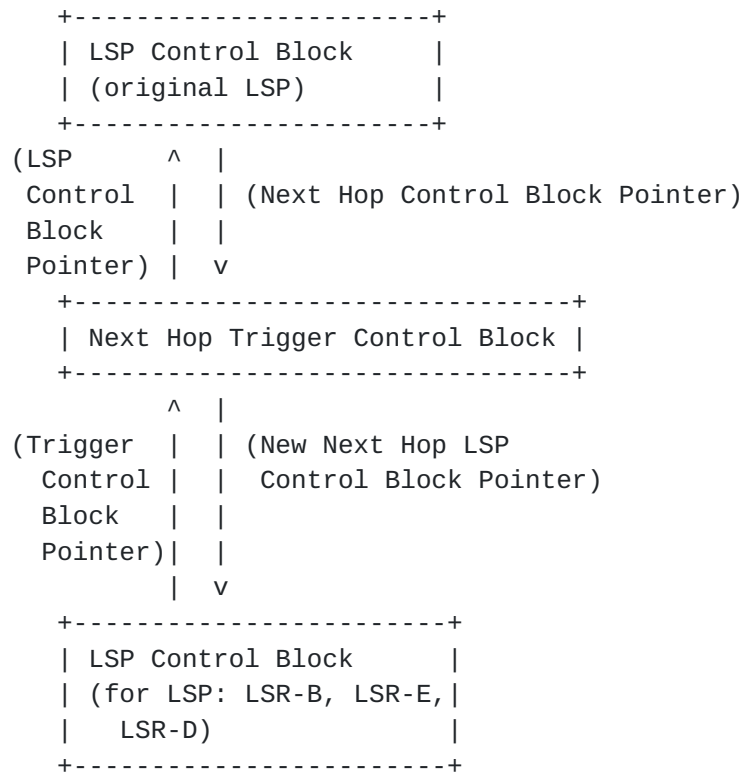 +-----------------------+
| LSP Control Block     |
| (original LSP)        |
+-----------------------+
(LSP      ^  |
 Control  |  | (Next Hop Control Block Pointer)
 Block    |  |
 Pointer) |  v
   +--------------------------------+
   | Next Hop Trigger Control Block |
   +--------------------------------+
          ^  |
(Trigger  |  | (New Next Hop LSP
  Control |  |  Control Block Pointer)
  Block   |  |
  Pointer)|  |
          |  v
   +------------------------+
   | LSP Control Block      |
   | (for LSP: LSR-B, LSR-E,|
   |   LSR-D)               |
   +------------------------+